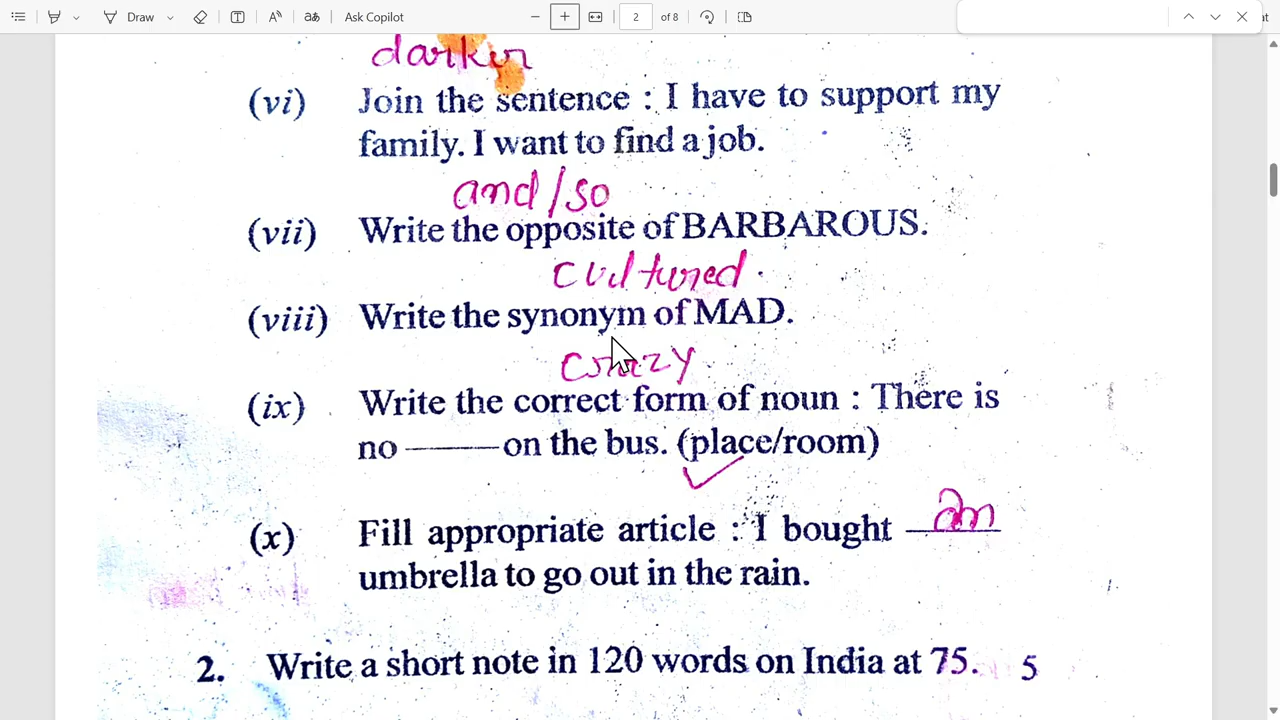 Draw
Ask Copilot
2 of 8
darken
(vi) Join the sentence : I have to support my
family. I want to find a job.
and/so
(vii) Write the opposite of BARBAROUS.
cultured.
(viii) Write the synonym of MAD.
crazy
(ix) Write the correct form of noun : There is
no ——— on the bus. (place/room)
(x) Fill appropriate article : I bought an
umbrella to go out in the rain.
2. Write a short note in 120 words on India at 75. 5